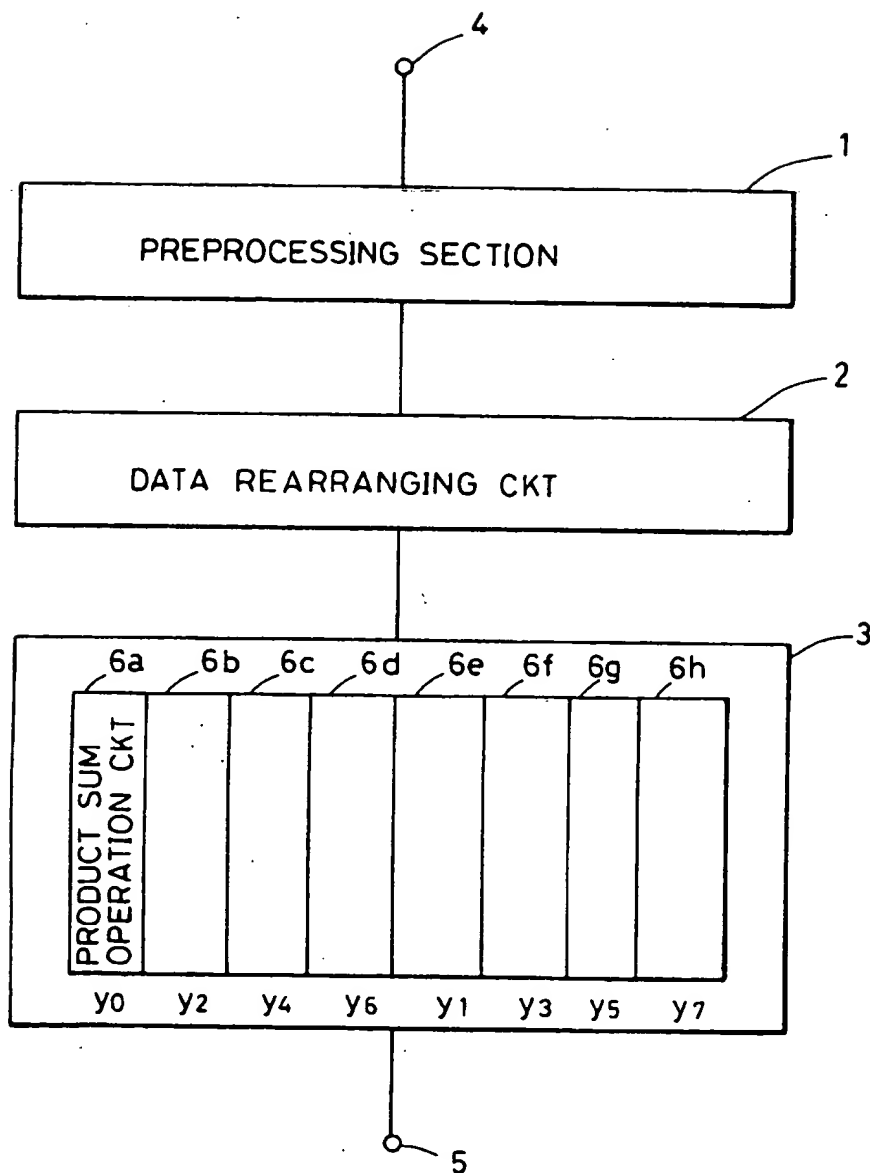 4
1
PREPROCESSING SECTION
2
DATA REARRANGING CKT
3
6a 6b 6c 6d 6e 6f 6g 6h
PRODUCT SUM
OPERATION CKT
y0 y2 y4 y6 y1 y3 y5 y7
5